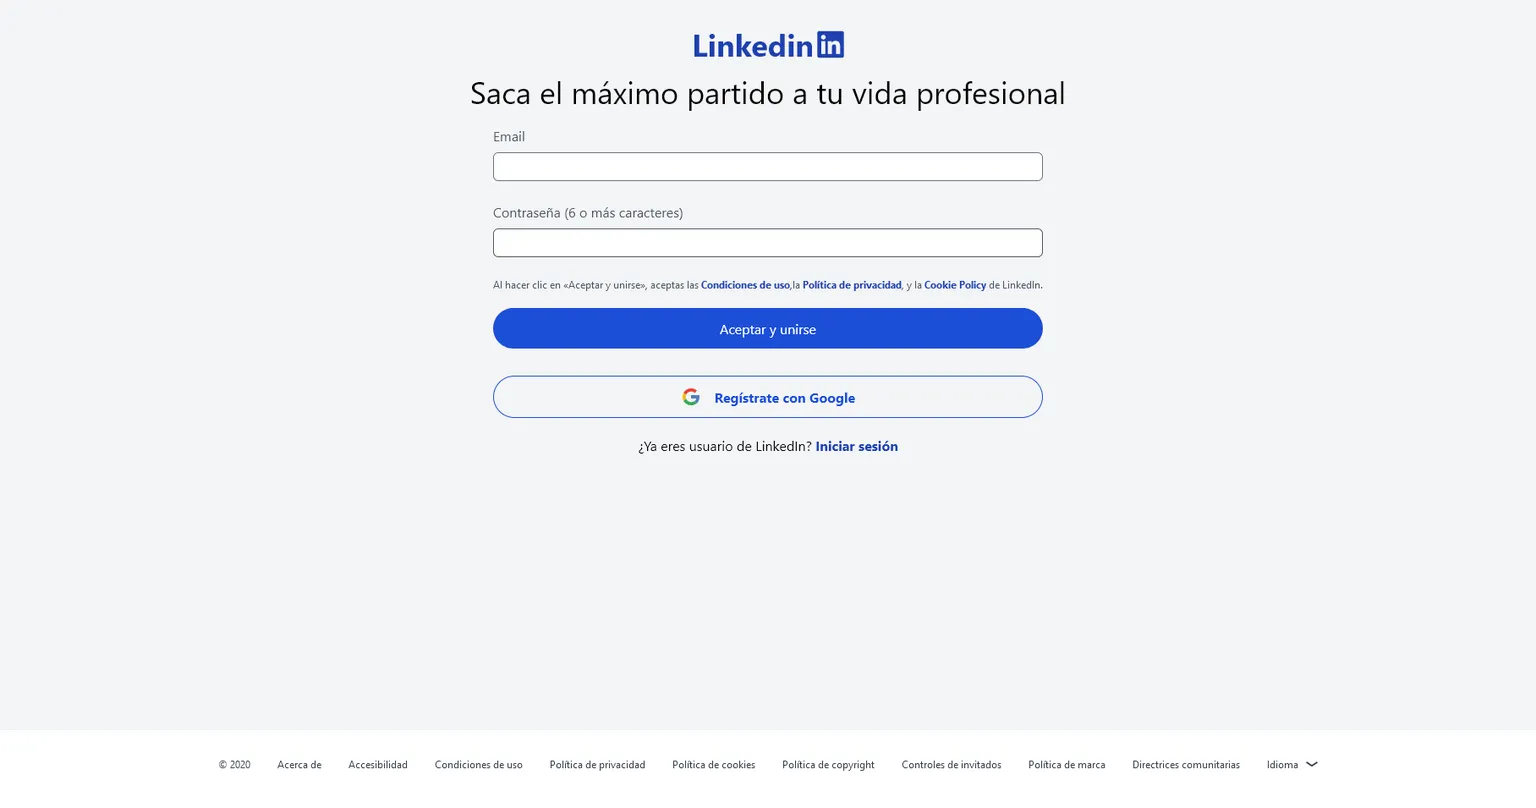 Linkedin in
Saca el máximo partido a tu vida profesional
Email
Contraseña (6 o más caracteres)
Al hacer clic en «Aceptar y unirse», aceptas las Condiciones de uso,la Política de privacidad, y la Cookie Policy de LinkedIn.
Aceptar y unirse
Regístrate con Google
¿Ya eres usuario de LinkedIn? Iniciar sesión
© 2020 Acerca de Accesibilidad Condiciones de uso Política de privacidad Política de cookies Política de copyright Controles de invitados Política de marca Directrices comunitarias Idioma